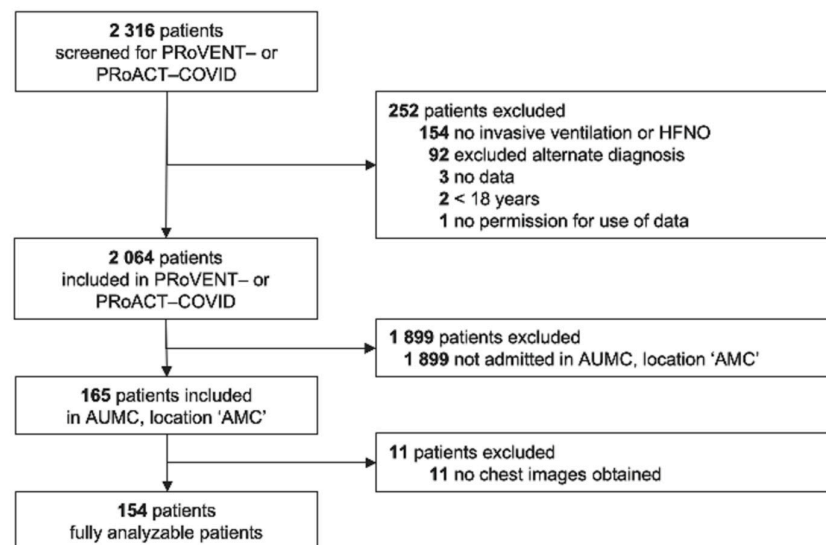 2 316 patients
screened for PRoVENT– or
PRoACT–COVID
252 patients excluded
154 no invasive ventilation or HFNO
92 excluded alternate diagnosis
3 no data
2 < 18 years
1 no permission for use of data
2 064 patients
included in PRoVENT– or
PRoACT–COVID
1 899 patients excluded
1 899 not admitted in AUMC, location ‘AMC’
165 patients included
in AUMC, location ‘AMC’
11 patients excluded
11 no chest images obtained
154 patients
fully analyzable patients